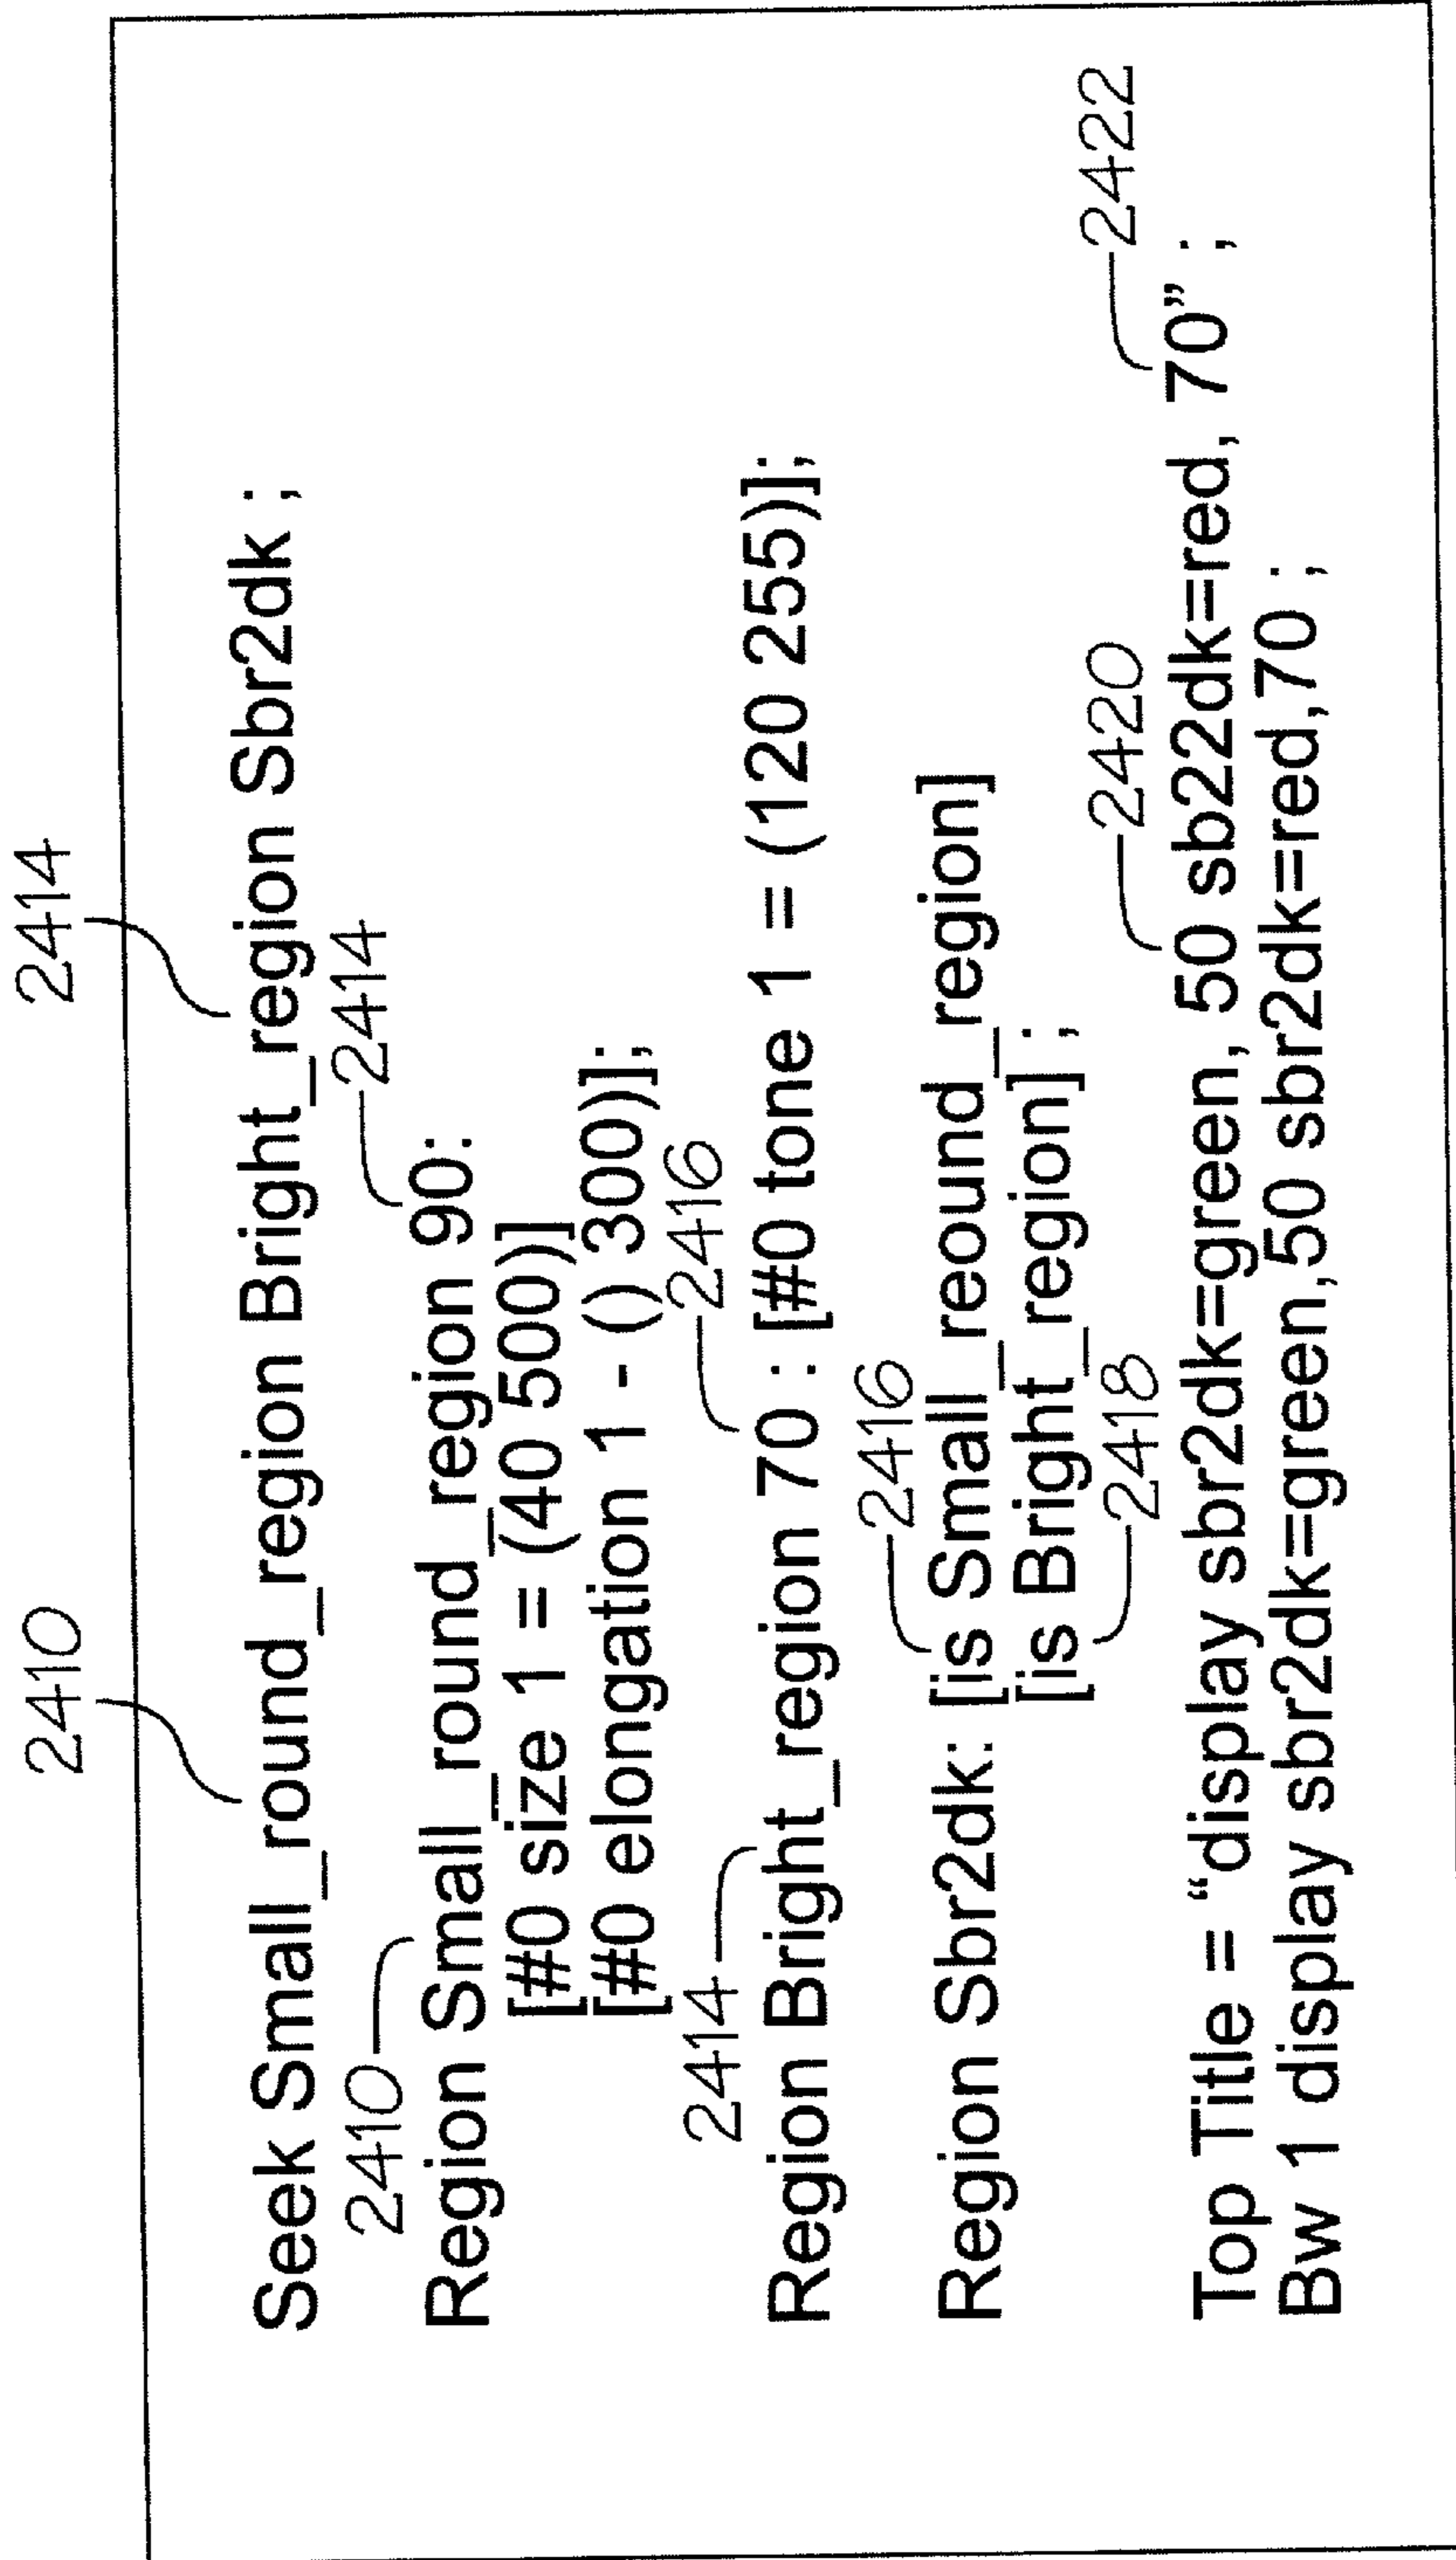 2410 2414
Seek Small_round_region Bright_region Sbr2dk ;
2410 2414
Region Small_round_region 90:
[#0 size 1 = (40 500)]
[#0 elongation 1 - () 300)];
2414 2416
Region Bright_region 70 : [#0 tone 1 = (120 255)];
2416
Region Sbr2dk: [is Small_reound_region]
[is Bright_region] ;
2418 2420 2422
Top Title = “display sbr2dk=green, 50 sb22dk=red, 70” ;
Bw 1 display sbr2dk=green,50 sbr2dk=red,70 ;